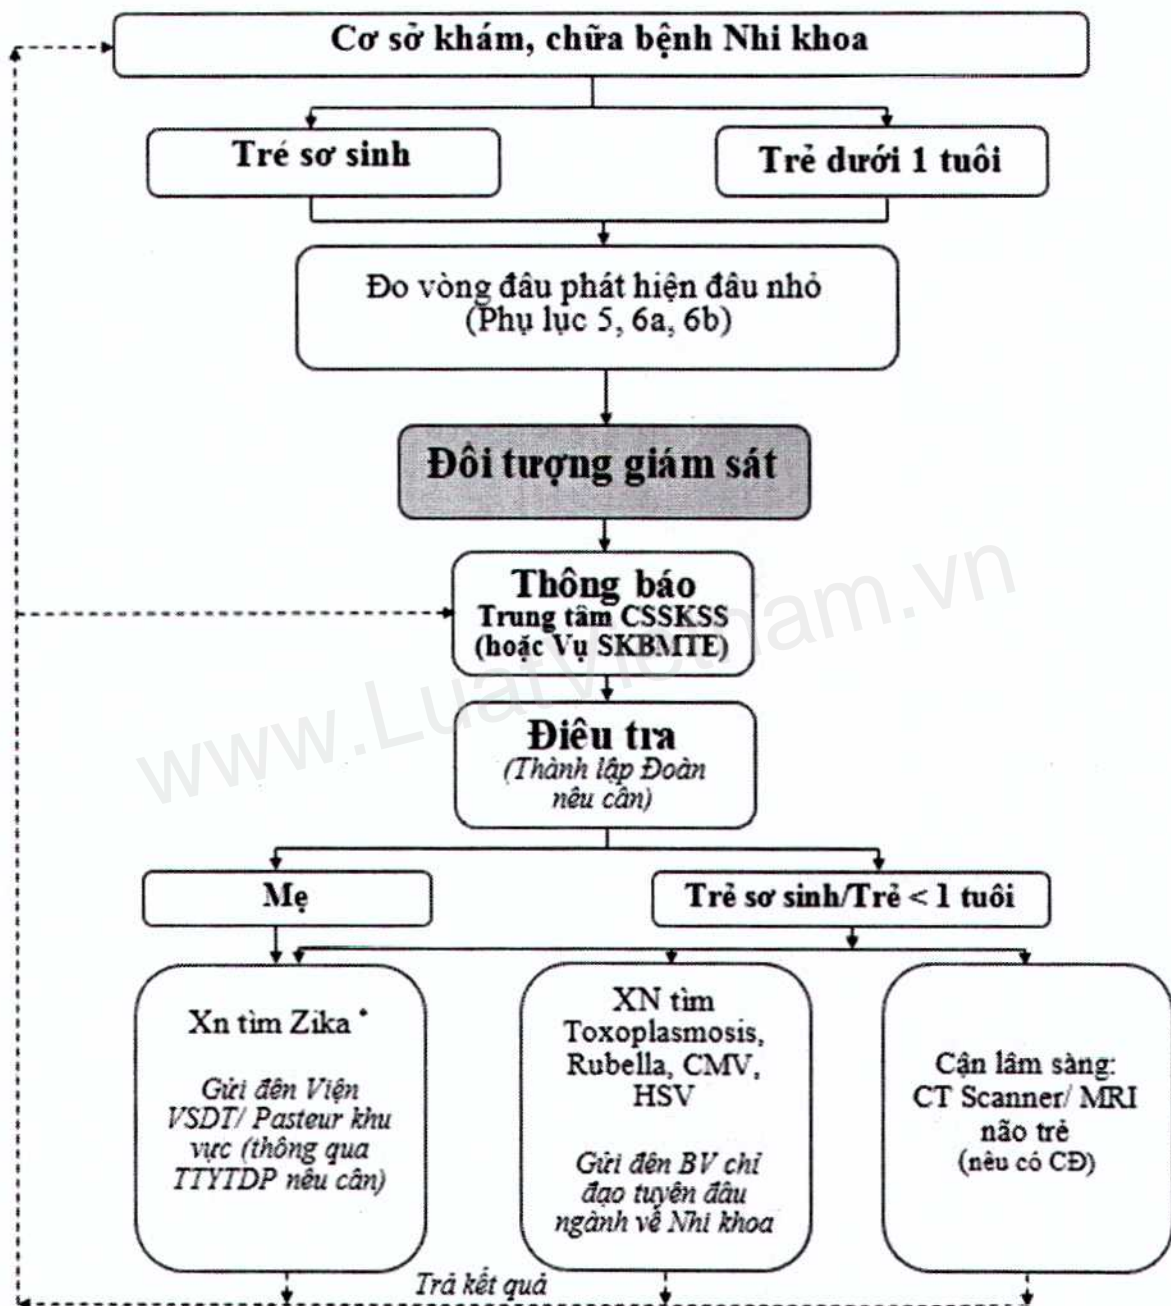 Cơ sở khám, chữa bệnh Nhi khoa
Trẻ sơ sinh
Trẻ dưới 1 tuổi
Đo vòng đầu phát hiện đầu nhỏ
(Phụ lục 5, 6a, 6b)
Đối tượng giám sát
Thông báo
Trung tâm CSSKSS
(hoặc Vụ SKBMTE)
Điều tra
(Thành lập Đoàn
nếu cần)
Mẹ
Trẻ sơ sinh/Trẻ < 1 tuổi
Xn tìm Zika *
Gửi đến Viện
VSDT/ Pasteur khu
vực (thông qua
TTYTDP nếu cần)
XN tìm
Toxoplasmosis,
Rubella, CMV,
HSV
Gửi đến BV chỉ
đạo tuyến đầu
ngành về Nhi khoa
Cận lâm sàng:
CT Scanner/ MRI
não trẻ
(nếu có CĐ)
Trả kết quả
www.LuatVietnam.vn